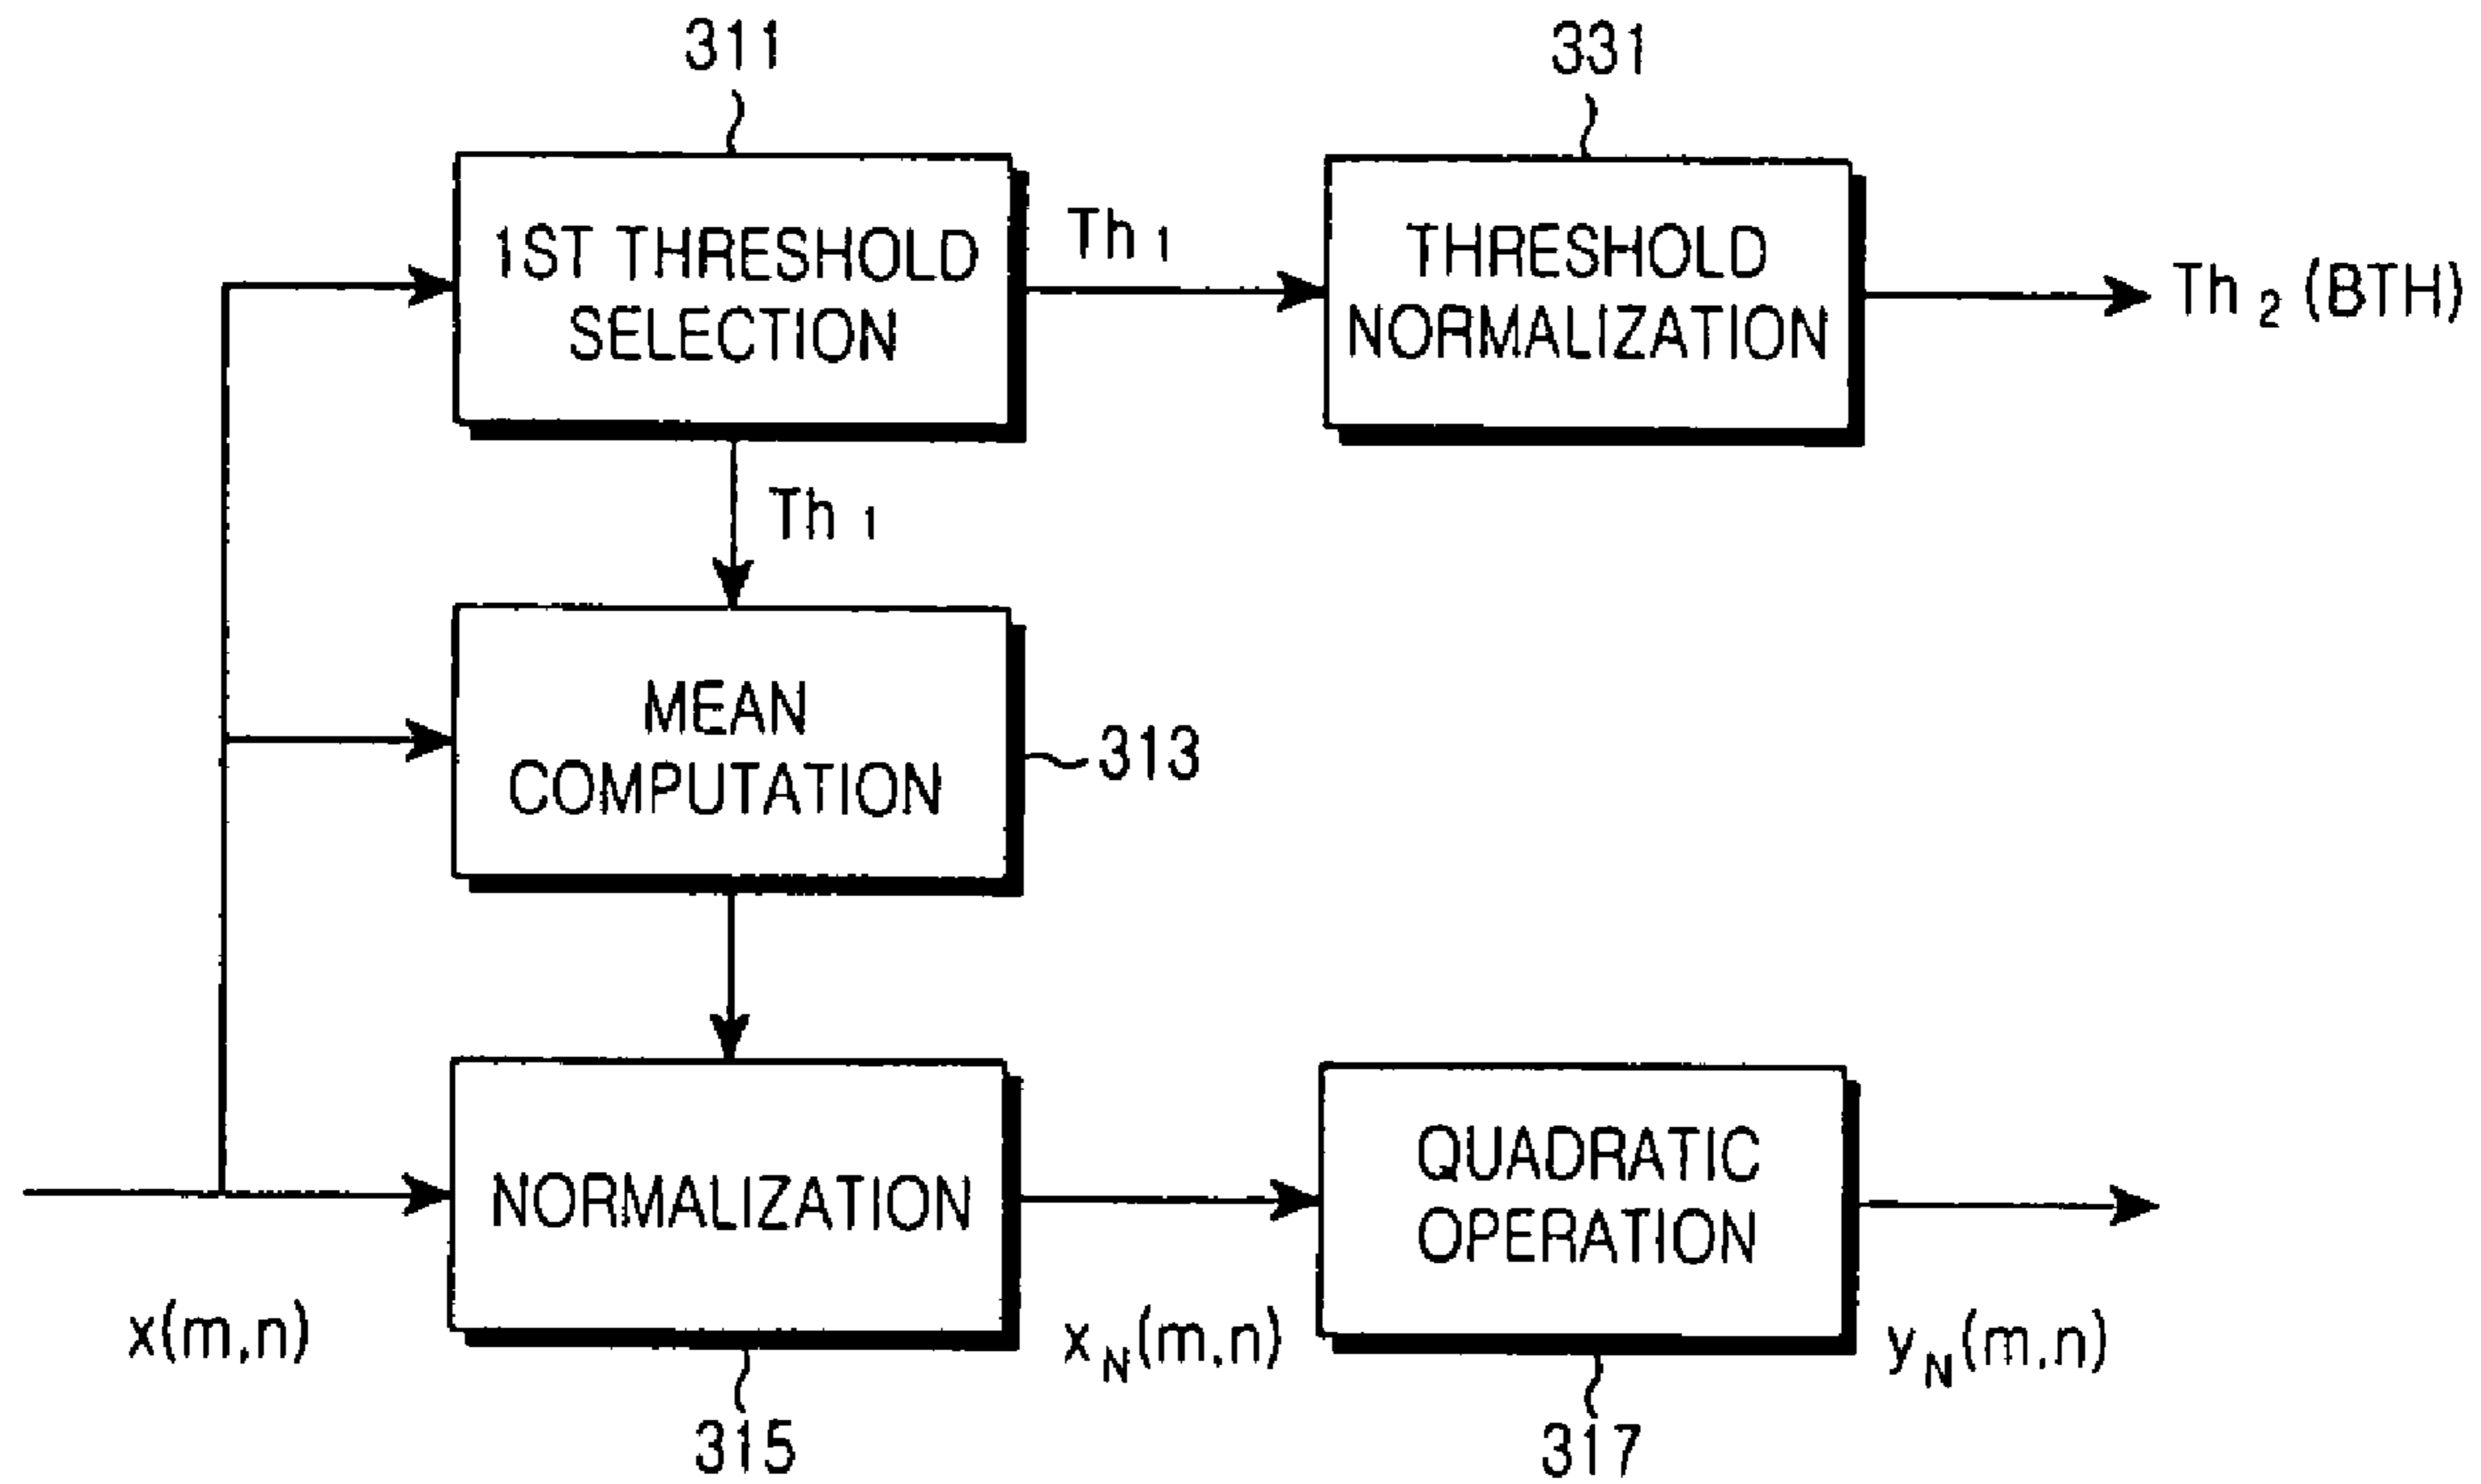 311
331
1ST THRESHOLD
SELECTION
Th 1
THRESHOLD
NORMALIZATION
Th 2 (BTH)
Th 1
MEAN
COMPUTATION
313
NORMALIZATION
QUADRATIC
OPERATION
x(m,n)
xN(m,n)
yN(m,n)
315
317